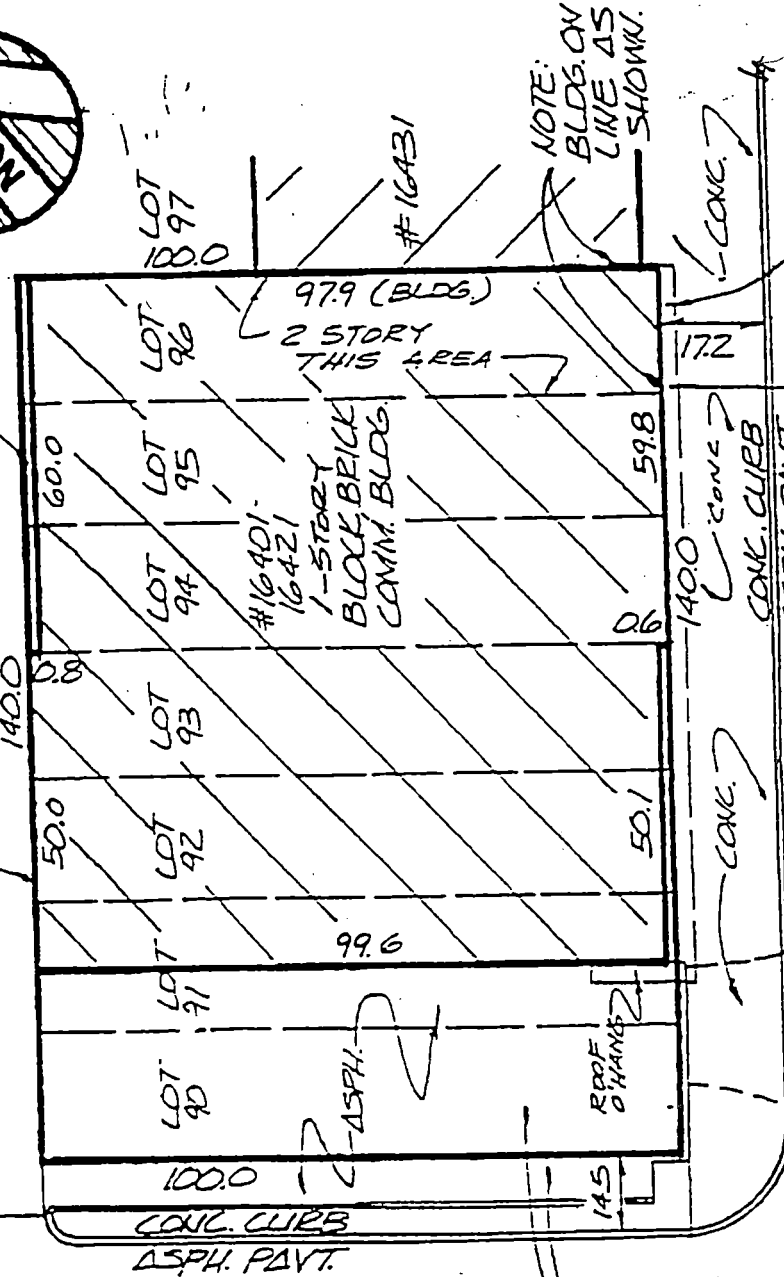 NOTE:
BLDG. ON
LINE AS
SHOWN.
LOT
97
100.0
#16431
97.9 (BLDG.)
2 STORY
THIS AREA
LOT
96
17.2
CONC.
60.0
LOT
95
59.8
#16401-
16421
1-STORY
BLOCK, BRICK
COMM. BLDG.
LOT
94
0.6
140.0
CONC.
CONC. CURB
140.0
0.8
LOT
93
50.0
LOT
92
50.1
CONC.
99.6
LOT
91
LOT
90
ASPH.
ROOF
O'HANG
100.0
14.5
CONC. CURB
ASPH. PAVT.